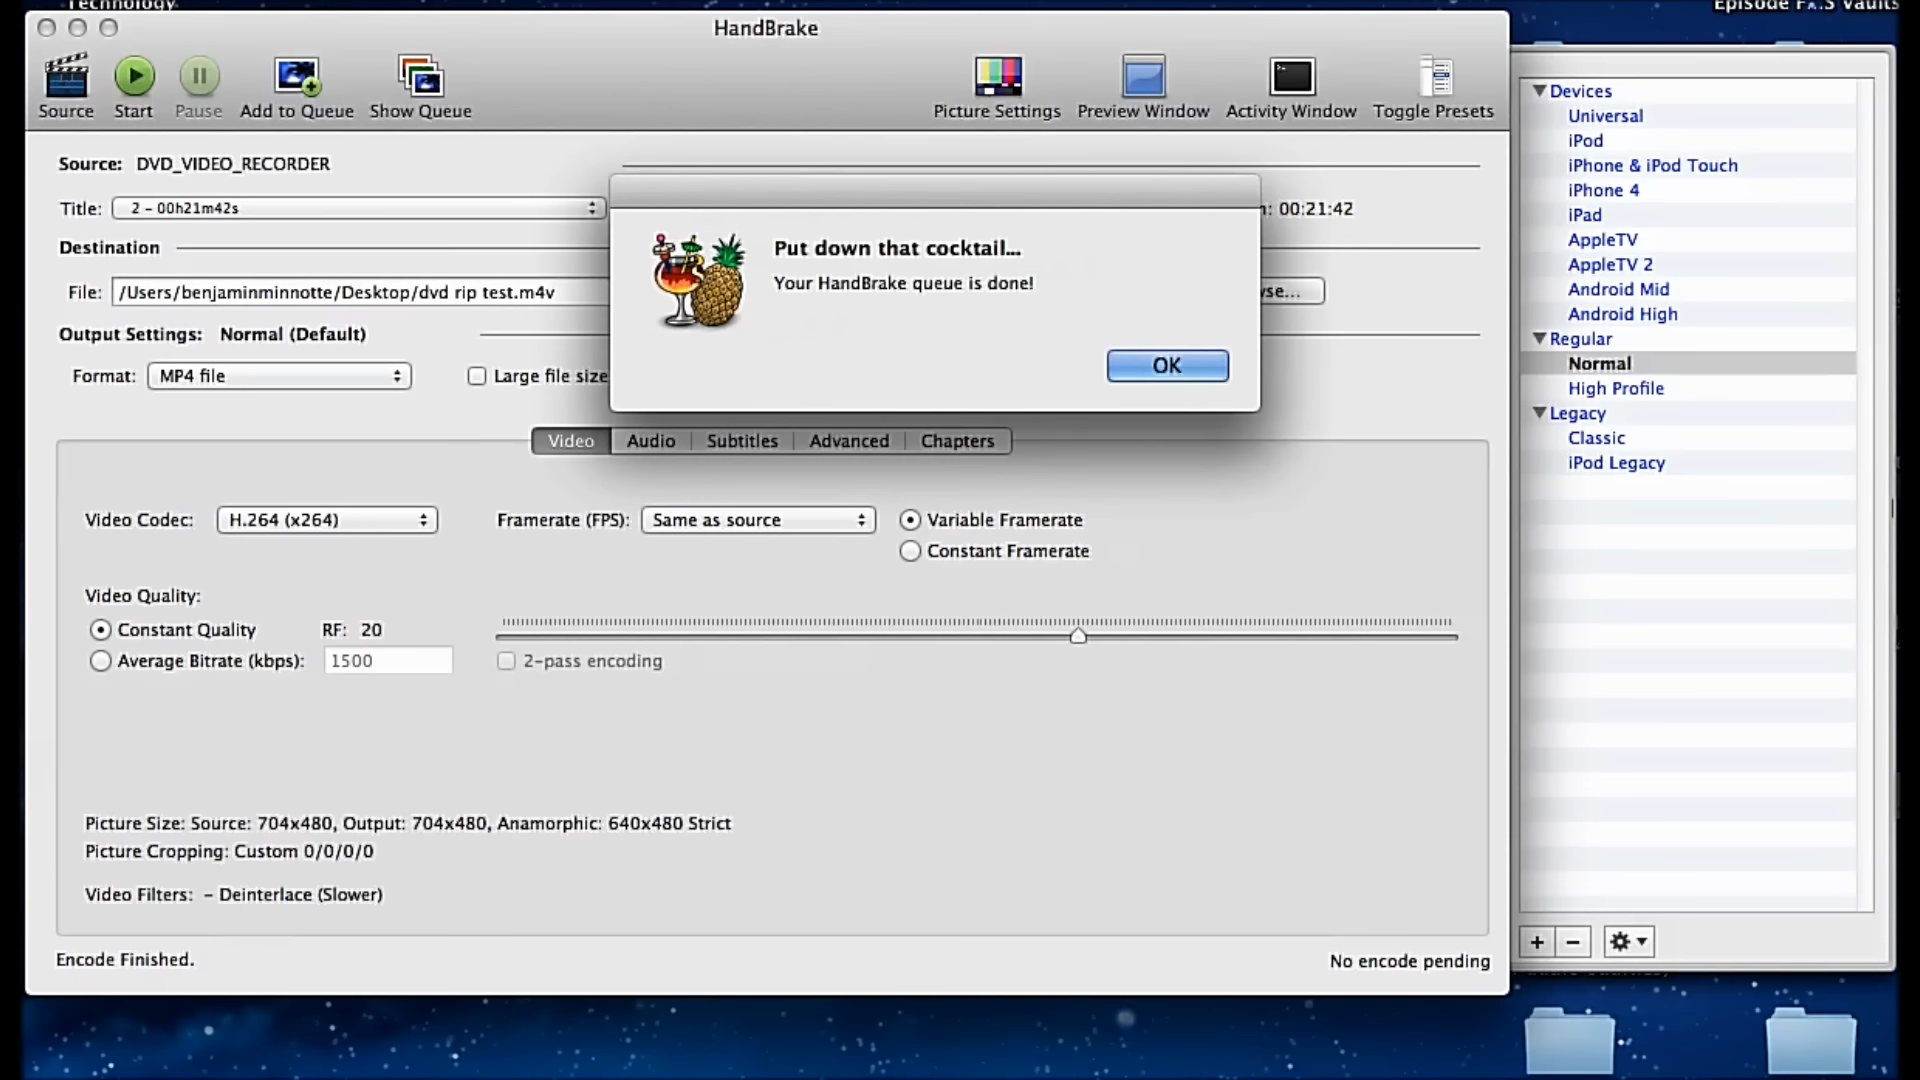 Technology
HandBrake
Source
Start
Pause
Add to Queue
Show Queue
Picture Settings
Preview Window
Activity Window
Toggle Presets
Source: DVD_VIDEO_RECORDER
Title: 2 - 00h21m42s
: 00:21:42
Destination
File: /Users/benjaminminnotte/Desktop/dvd rip test.m4v
Output Settings: Normal (Default)
Format: MP4 file
Large file size
Put down that cocktail...
Your HandBrake queue is done!
OK
Video
Audio
Subtitles
Advanced
Chapters
Video Codec: H.264 (x264)
Framerate (FPS): Same as source
Variable Framerate
Constant Framerate
Video Quality:
Constant Quality
RF: 20
Average Bitrate (kbps): 1500
2-pass encoding
Picture Size: Source: 704x480, Output: 704x480, Anamorphic: 640x480 Strict
Picture Cropping: Custom 0/0/0/0
Video Filters: - Deinterlace (Slower)
Encode Finished.
No encode pending
Episode
Vaults
Devices
Universal
iPod
iPhone & iPod Touch
iPhone 4
iPad
AppleTV
AppleTV 2
Android Mid
Android High
Regular
Normal
High Profile
Legacy
Classic
iPod Legacy